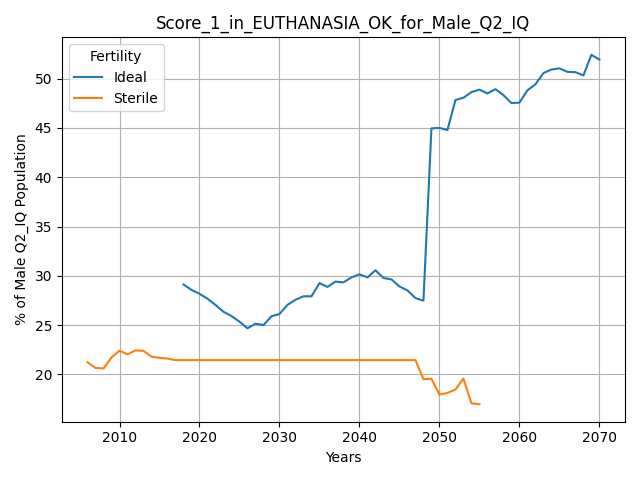 Score_1_in_EUTHANASIA_OK_for_Male_Q2_IQ
Fertility
Ideal
Sterile
% of Male Q2_IQ Population
50
45
40
35
30
25
20
2010 2020 2030 2040 2050 2060 2070
Years